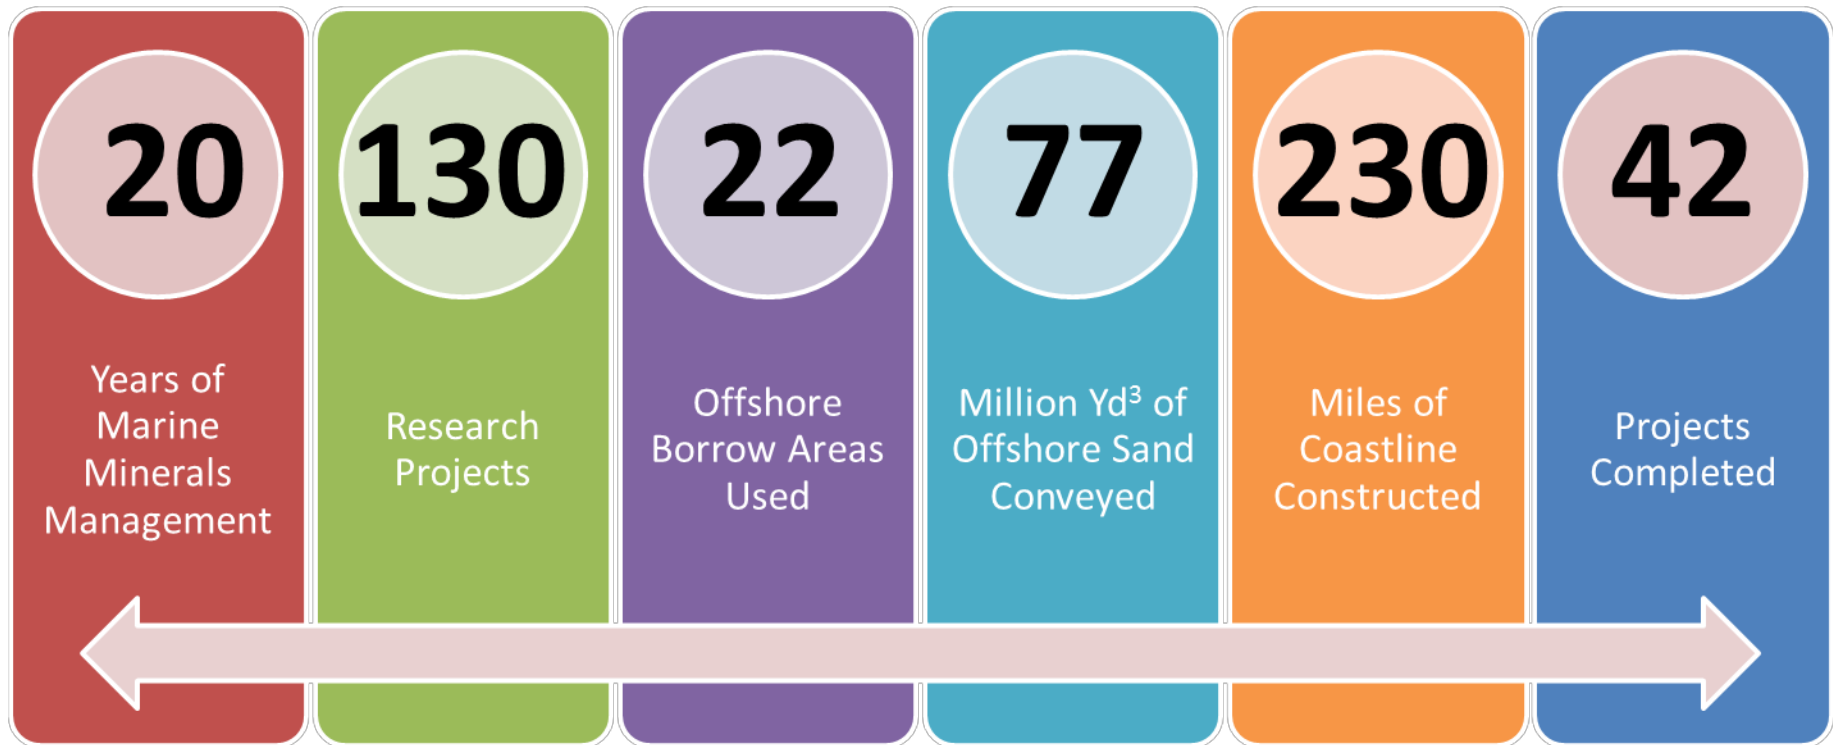 20
Years of
Marine
Minerals
Management
130
Research
Projects
22
Offshore
Borrow Areas
Used
77
Million Yd³ of
Offshore Sand
Conveyed
230
Miles of
Coastline
Constructed
42
Projects
Completed